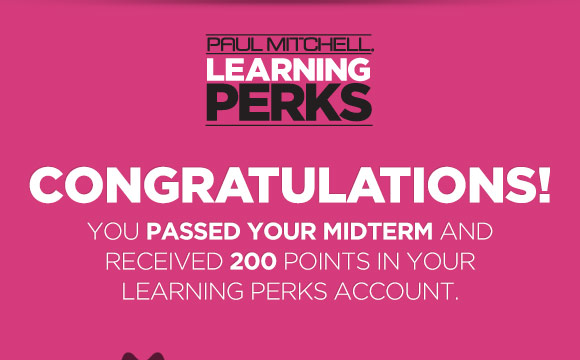 PAUL MITCHELL®
LEARNING
PERKS
CONGRATULATIONS!
YOU PASSED YOUR MIDTERM AND
RECEIVED 200 POINTS IN YOUR
LEARNING PERKS ACCOUNT.